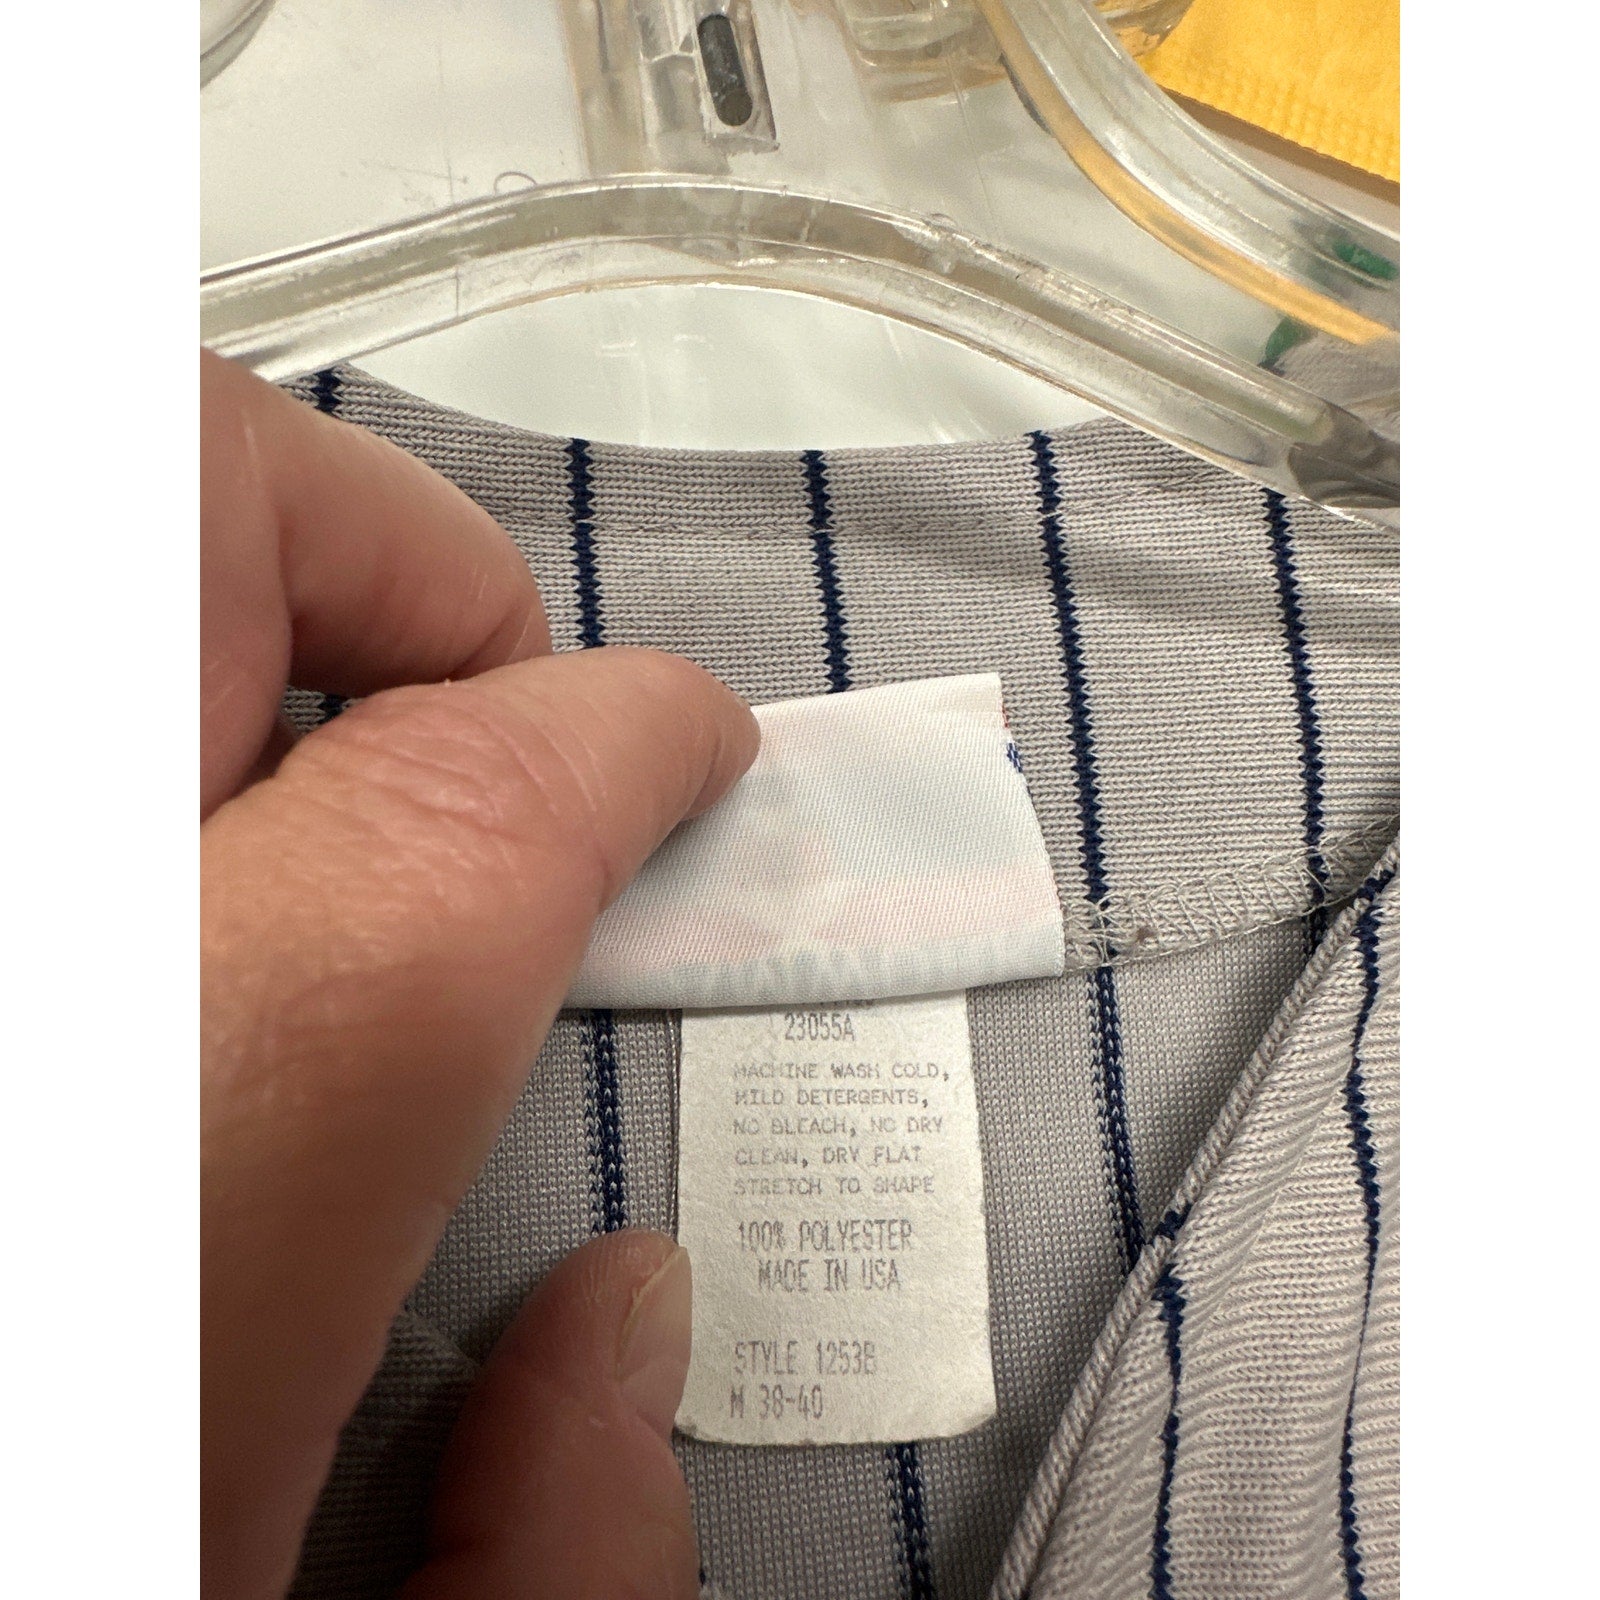 23055A
MACHINE WASH COLD,
MILD DETERGENTS,
NO BLEACH, NO DRY
CLEAN, DRY FLAT
STRETCH TO SHAPE
100% POLYESTER
MADE IN USA
STYLE 1253B
M 38-40